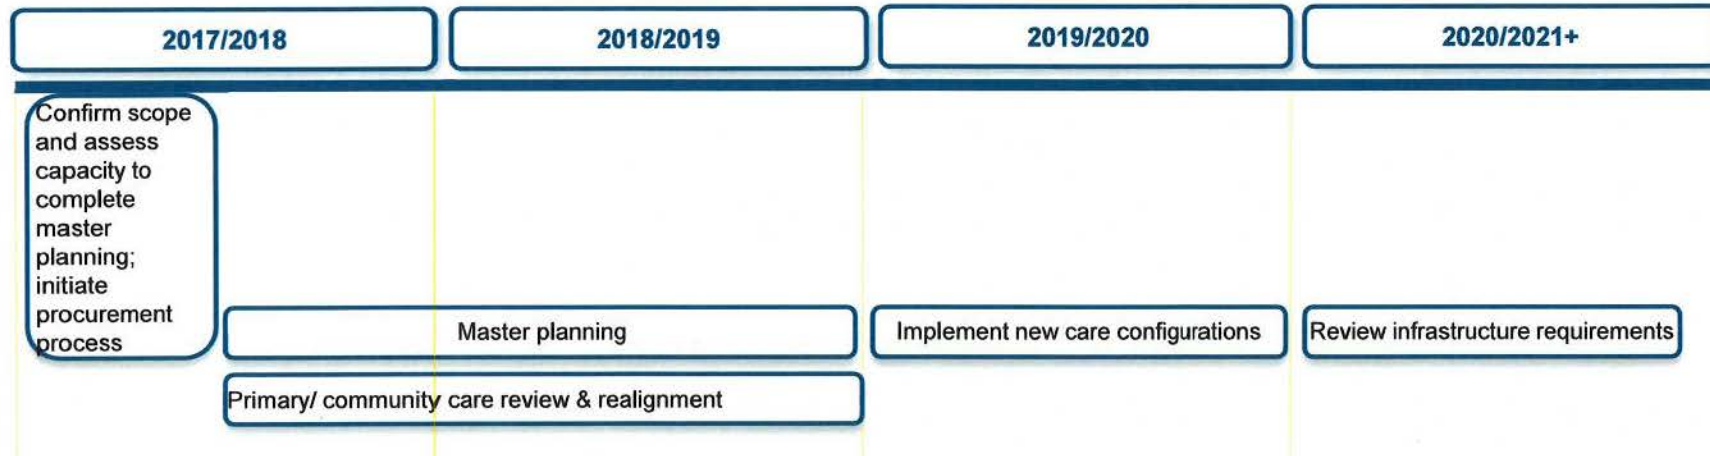 2017/2018
2018/2019
2019/2020
2020/2021+
Confirm scope
and assess
capacity to
complete
master
planning;
initiate
procurement
process
Master planning
Implement new care configurations
Review infrastructure requirements
Primary/ community care review & realignment